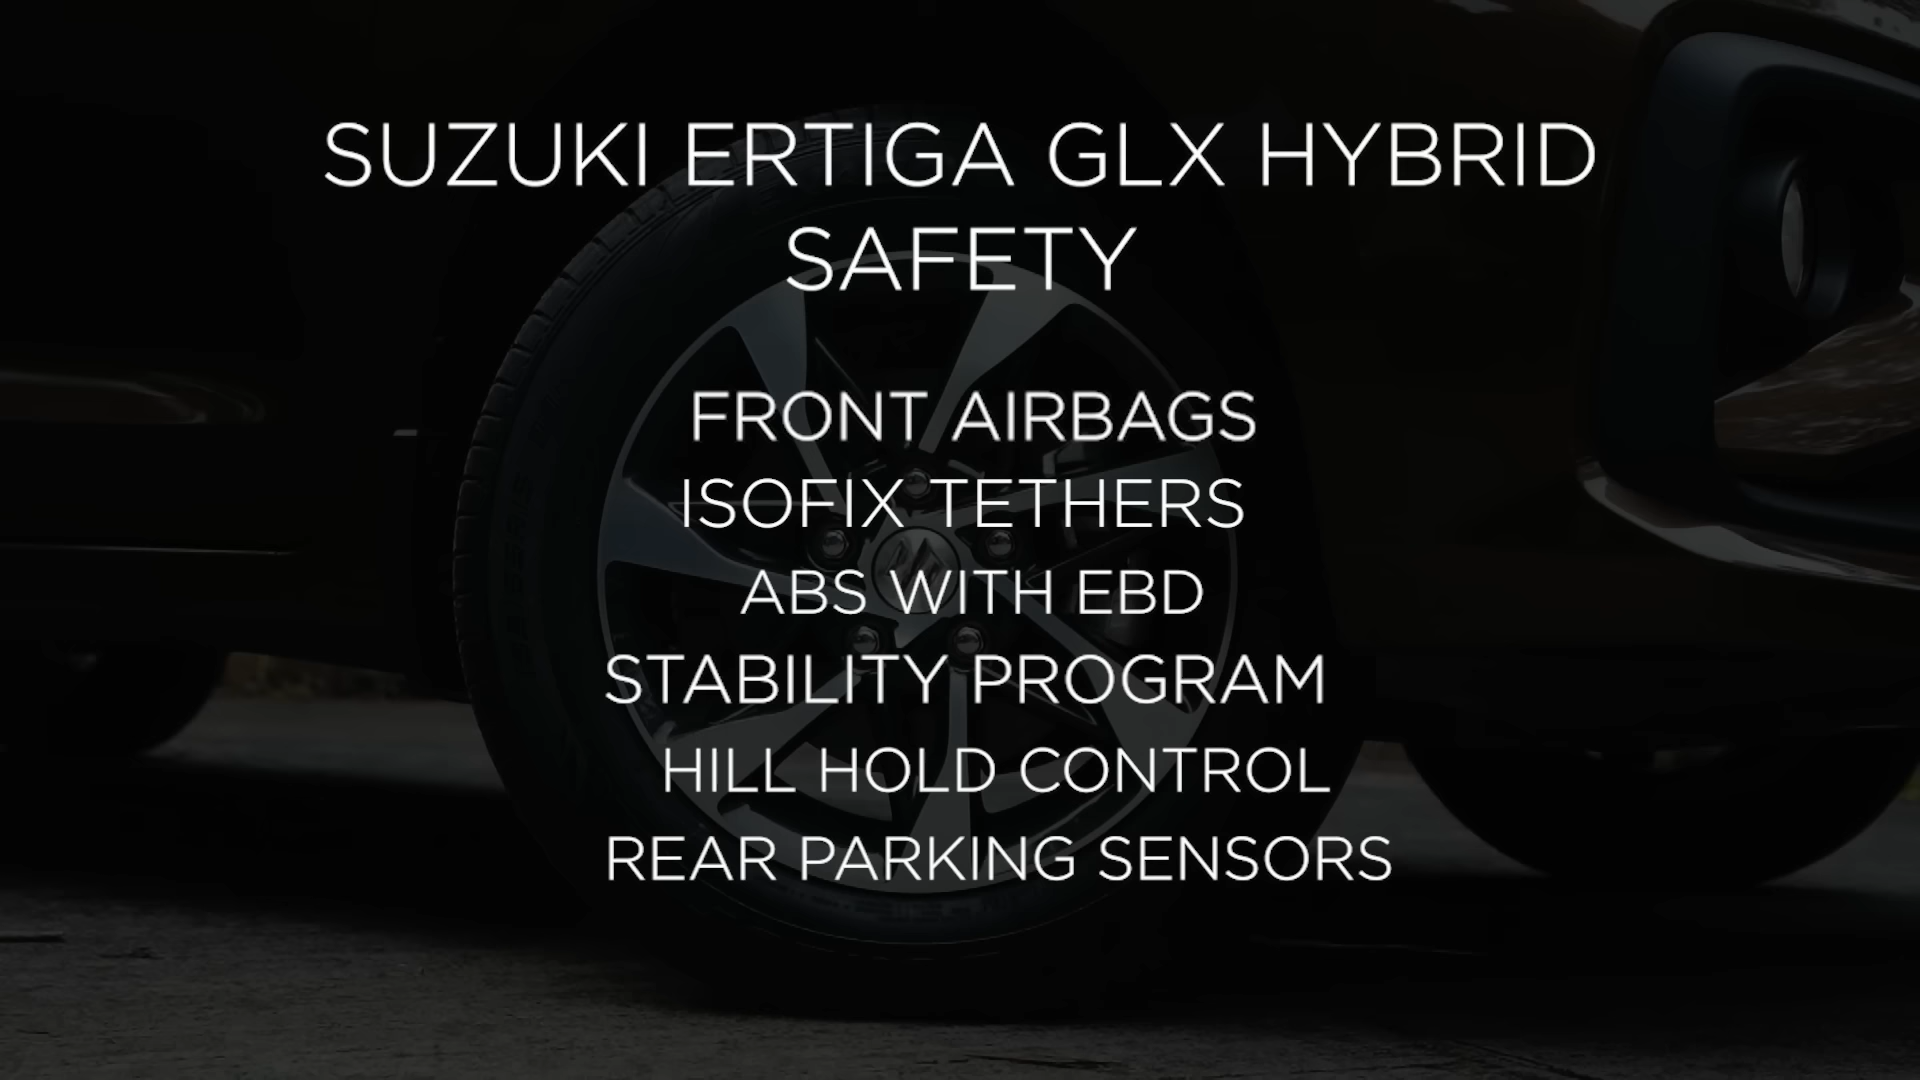 SUZUKI ERTIGA GLX HYBRID
SAFETY
FRONT AIRBAGS
ISOFIX TETHERS
ABS WITH EBD
STABILITY PROGRAM
HILL HOLD CONTROL
REAR PARKING SENSORS